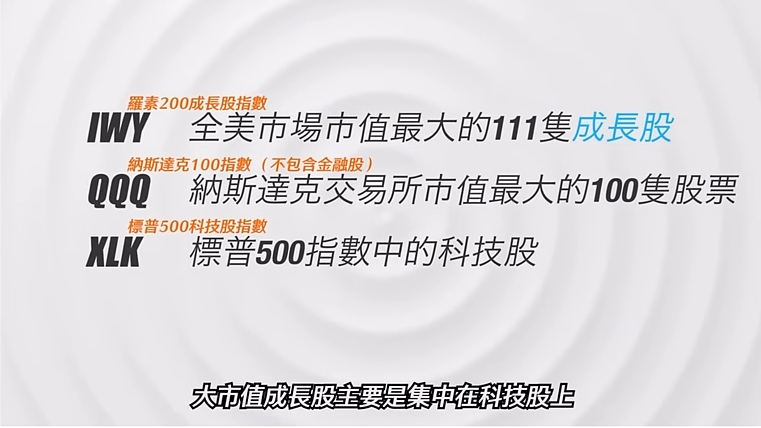 羅素200成長股指數
IWY 全美市場市值最大的111隻成長股
納斯達克100指數（不包含金融股）
QQQ 納斯達克交易所市值最大的100隻股票
標普500科技股指數
XLK 標普500指數中的科技股
大市值成長股主要是集中在科技股上